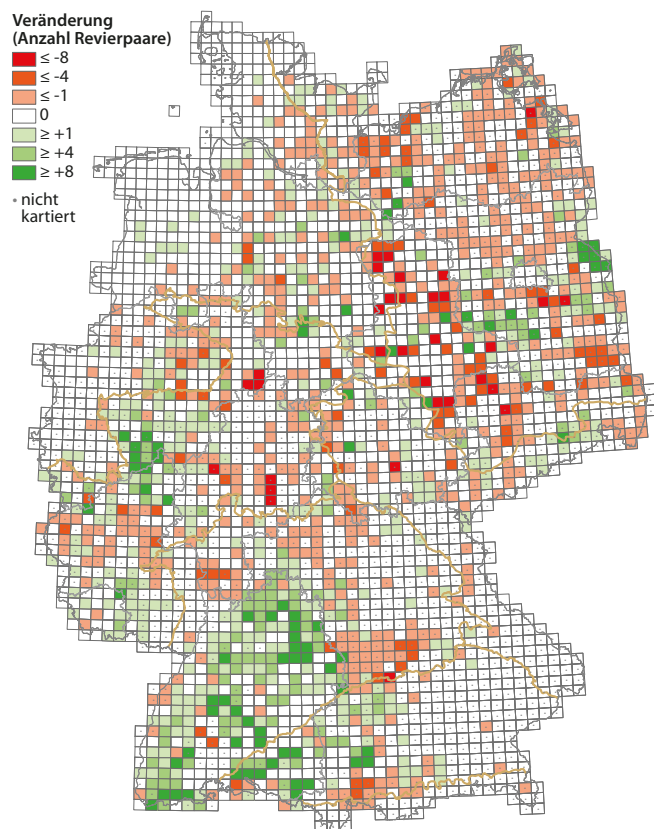 Veränderung
(Anzahl Revierpaare)
≤ -8
≤ -4
≤ -1
0
≥ +1
≥ +4
≥ +8
• nicht
kartiert